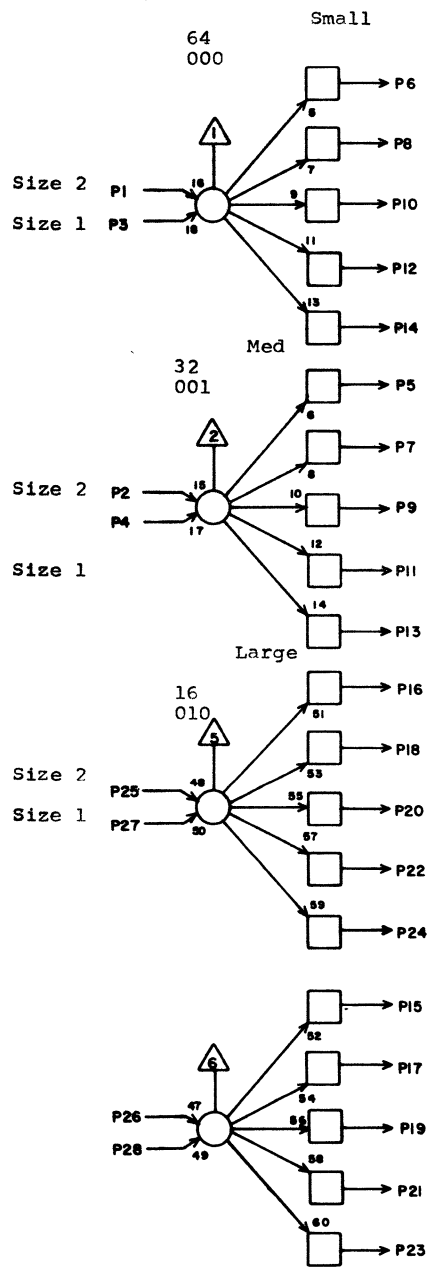 Small
64
000
P6
5
P8
1
7
Size 2 P1 16 9 P10
Size 1 P3 18
11
P12
13
P14
Med
32
001
P5
6
P7
2
8
Size 2 P2 15 10 P9
P4 17
12
Size 1 P11
14
P13
Large
16
010
P16
51
5
P18
53
Size 2 P25 48 55 P20
Size 1 P27 50
57
P22
59
P24
P15
52
6
P17
54
P26 47 56 P19
P28 49
58
P21
60
P23